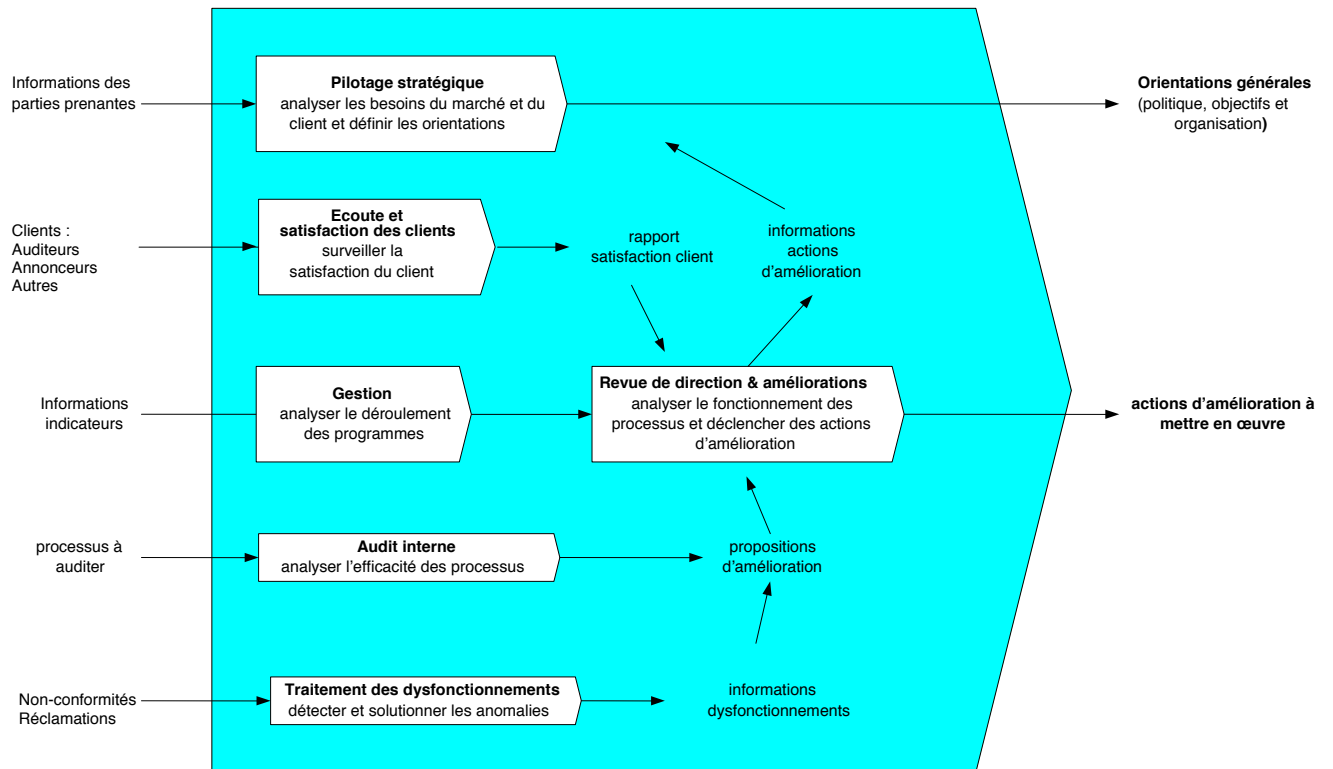 Informations des
parties prenantes
Pilotage stratégique
analyser les besoins du marché et du
client et définir les orientations
Orientations générales
(politique, objectifs et
organisation)
Clients :
Auditeurs
Annonceurs
Autres
Ecoute et
satisfaction des clients
surveiller la
satisfaction du client
rapport
satisfaction client
informations
actions
d'amélioration
Informations
indicateurs
Gestion
analyser le déroulement
des programmes
Revue de direction & améliorations
analyser le fonctionnement des
processus et déclencher des actions
d'amélioration
actions d'amélioration à
mettre en œuvre
processus à
auditer
Audit interne
analyser l'efficacité des processus
propositions
d'amélioration
Non-conformités
Réclamations
Traitement des dysfonctionnements
détecter et solutionner les anomalies
informations
dysfonctionnements